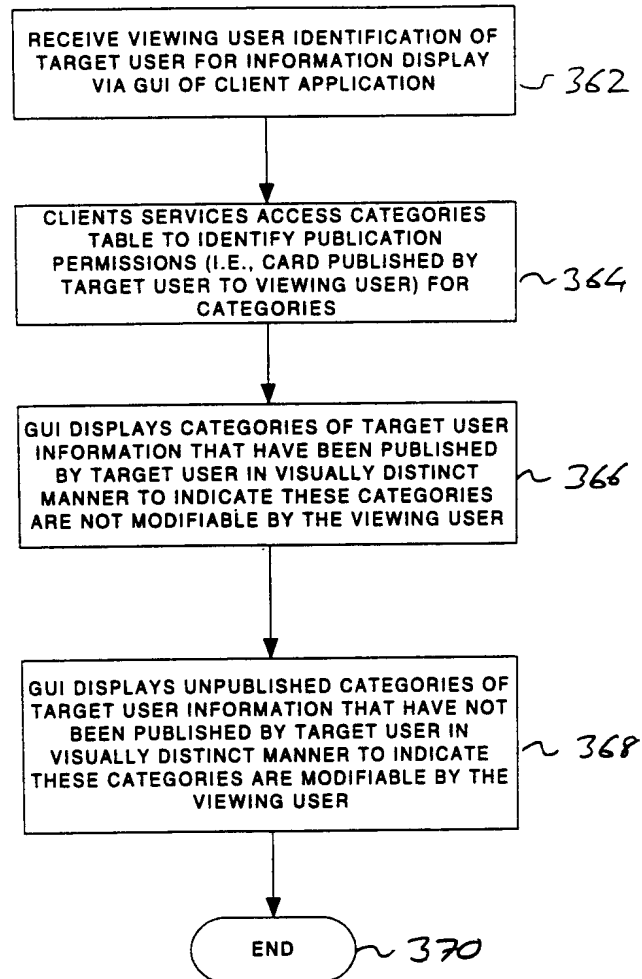 RECEIVE VIEWING USER IDENTIFICATION OF
TARGET USER FOR INFORMATION DISPLAY
VIA GUI OF CLIENT APPLICATION
362
CLIENTS SERVICES ACCESS CATEGORIES
TABLE TO IDENTIFY PUBLICATION
PERMISSIONS (I.E., CARD PUBLISHED BY
TARGET USER TO VIEWING USER) FOR
CATEGORIES
364
GUI DISPLAYS CATEGORIES OF TARGET USER
INFORMATION THAT HAVE BEEN PUBLISHED
BY TARGET USER IN VISUALLY DISTINCT
MANNER TO INDICATE THESE CATEGORIES
ARE NOT MODIFIABLE BY THE VIEWING USER
366
GUI DISPLAYS UNPUBLISHED CATEGORIES OF
TARGET USER INFORMATION THAT HAVE NOT
BEEN PUBLISHED BY TARGET USER IN
VISUALLY DISTINCT MANNER TO INDICATE
THESE CATEGORIES ARE MODIFIABLE BY THE
VIEWING USER
368
END
370